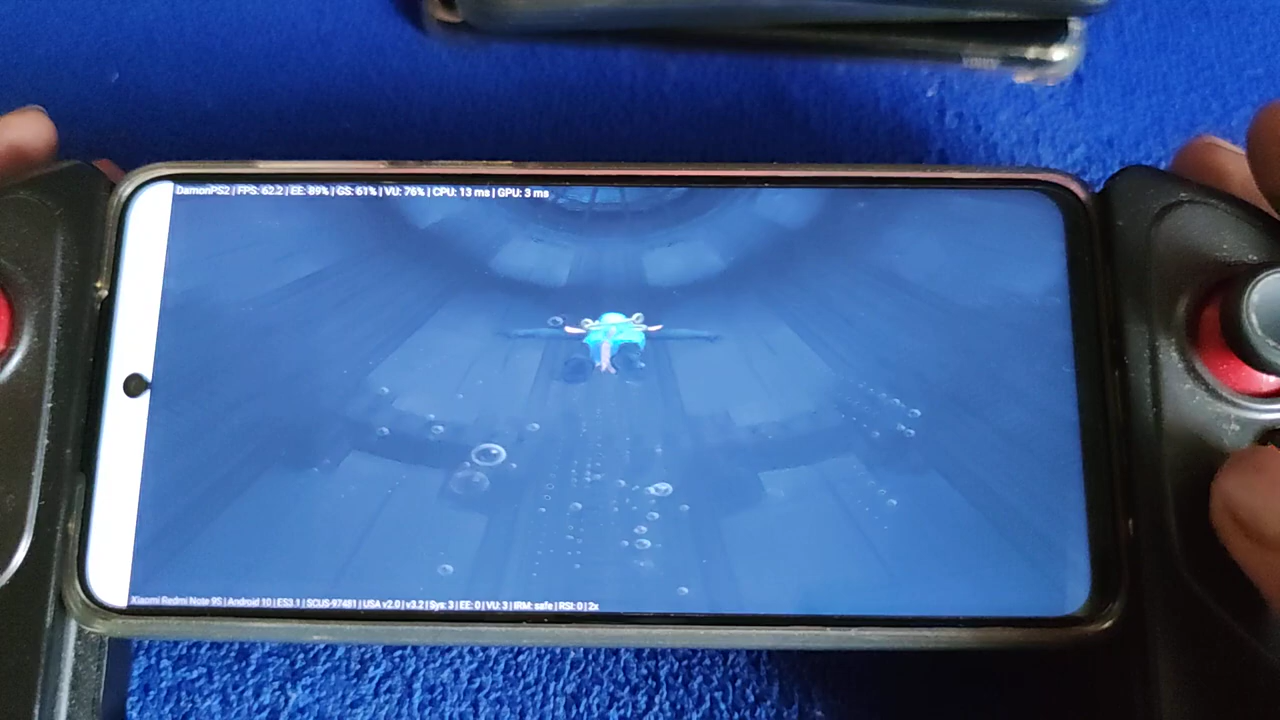 DamonPS2 | FPS: 62.2 | EE: 89% | GS: 61% | VU: 76% | CPU: 13 ms | GPU: 3 ms
Xiaomi Redmi Note 9S | Android 10 | ES3.1 | SCUS-97481 | USA v2.0 | v3.2 | Sys: 3 | EE: 0 | VU: 3 | IRM: safe | RSI: 0 | 2x